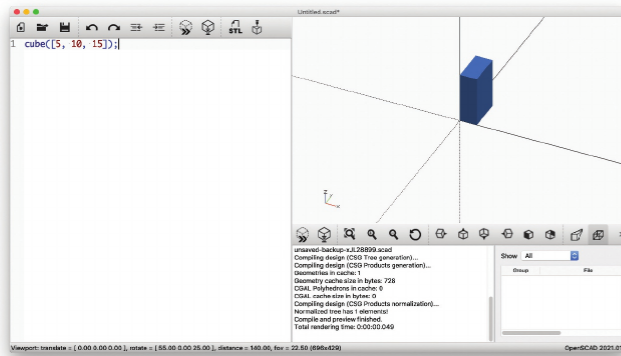 Untitled.scad*
STL
1 cube([5, 10, 15]);
unsaved-backup-xJL28899.scad
Compiling design (CSG Tree generation)...
Compiling design (CSG Products generation)...
Geometries in cache: 1
Geometry cache size in bytes: 728
CGAL Polyhedrons in cache: 0
CGAL cache size in bytes: 0
Compiling design (CSG Products normalization)...
Normalized tree has 1 elements!
Compile and preview finished.
Total rendering time: 0:00:00.049
Show All
Group File
Viewport: translate = [ 0.00 0.00 0.00 ], rotate = [ 55.00 0.00 25.00 ], distance = 140.00, fov = 22.50 (696x429)
OpenSCAD 2021.01